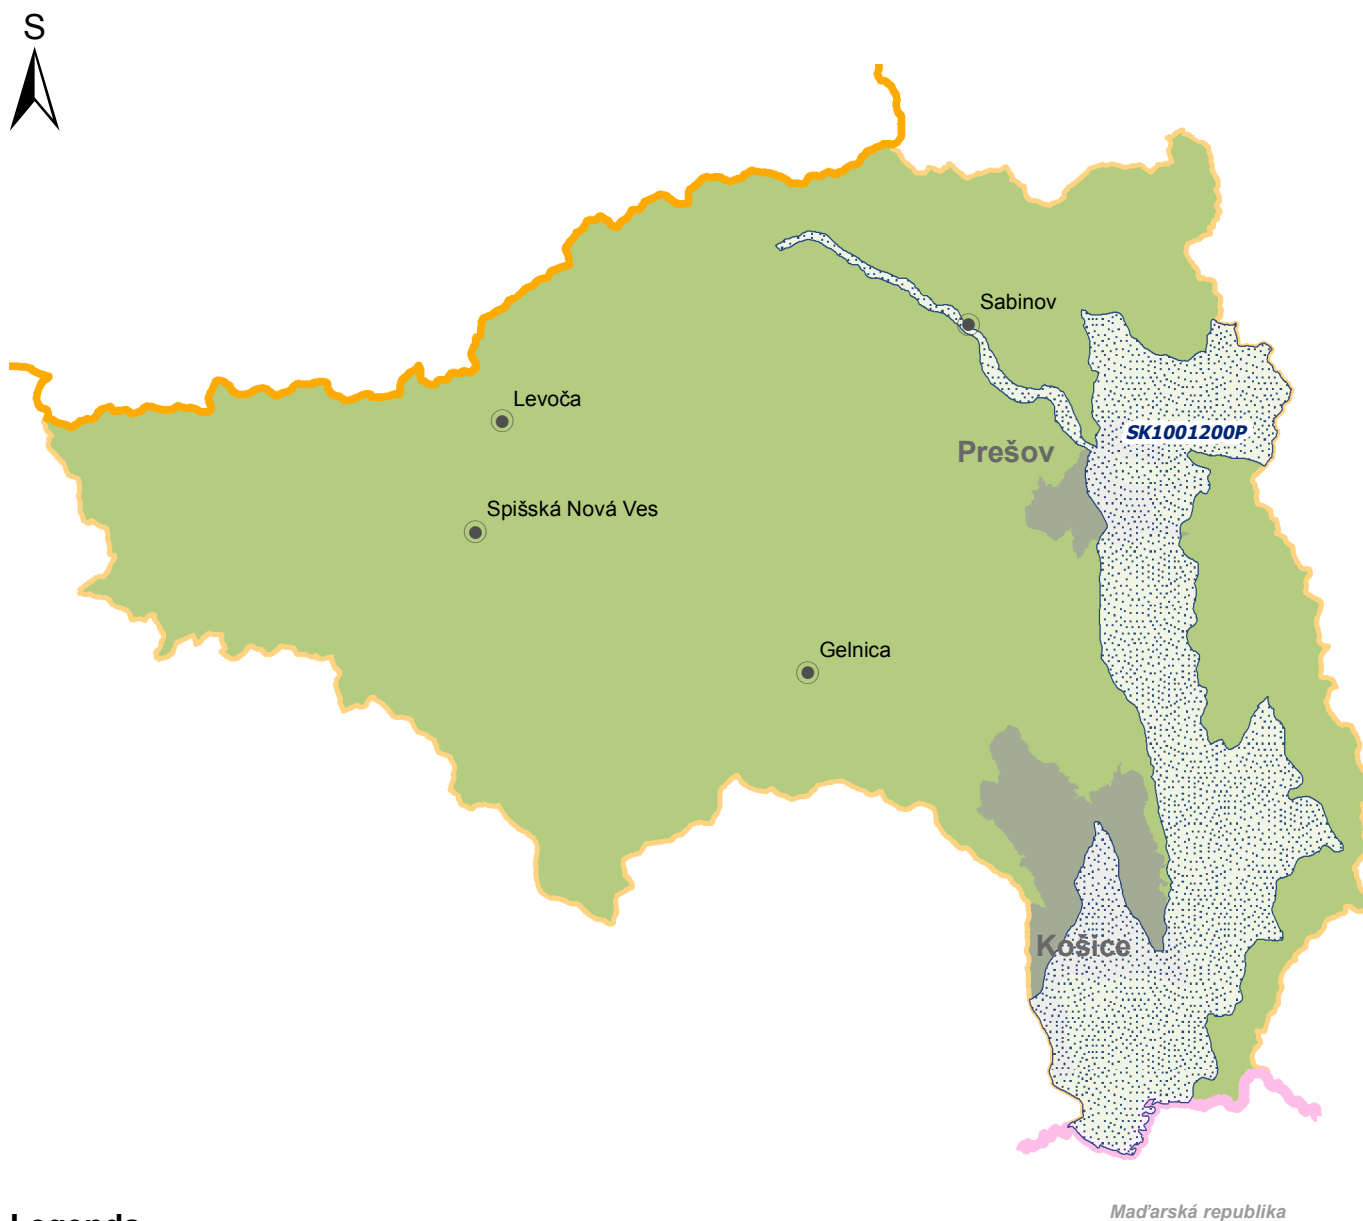 S
Sabinov
Levoča
SK1001200P
Prešov
Spišská Nová Ves
Gelnica
Košice
Maďarská republika
Legenda